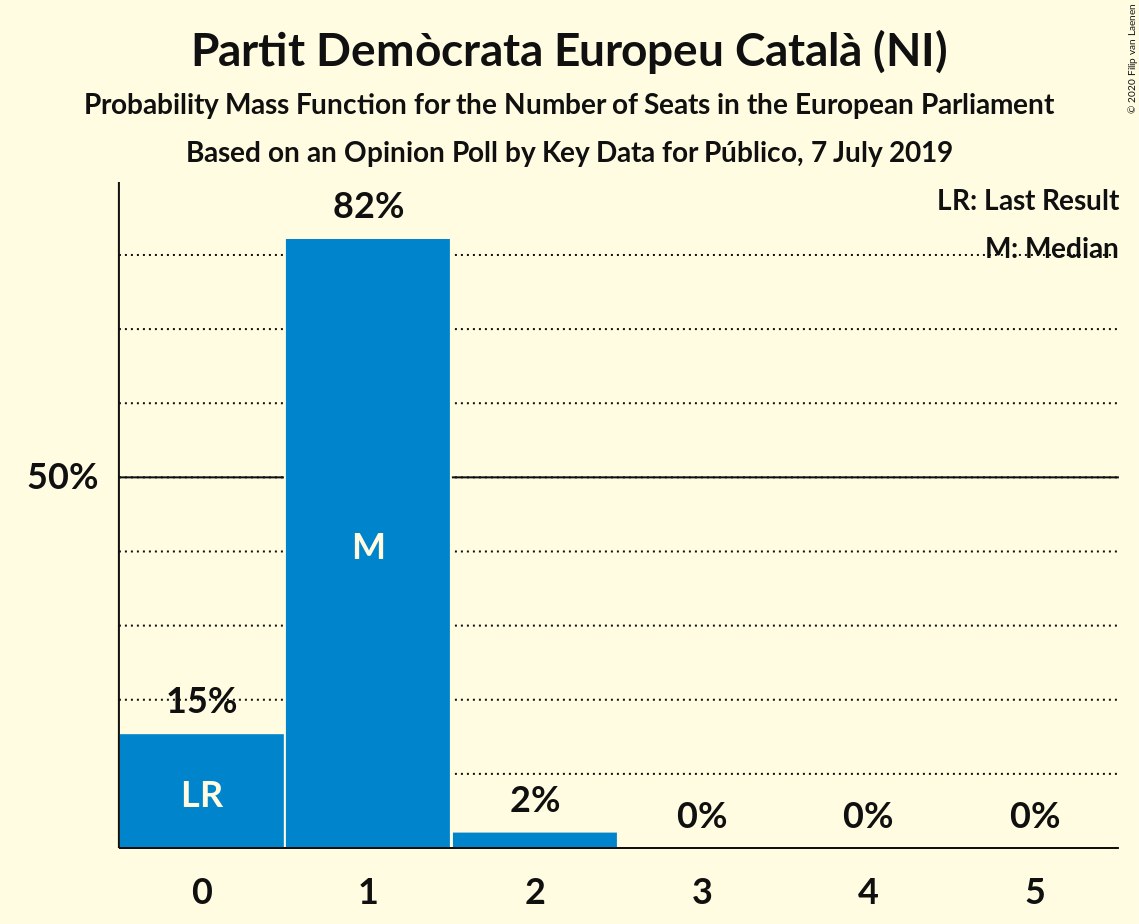 Partit Demòcrata Europeu Català (NI)
Probability Mass Function for the Number of Seats in the European Parliament
Based on an Opinion Poll by Key Data for Público, 7 July 2019
© 2020 Filip van Laenen
LR: Last Result
M: Median
82%
50%
M
15%
LR
2%
0%
0%
0%
0
1
2
3
4
5